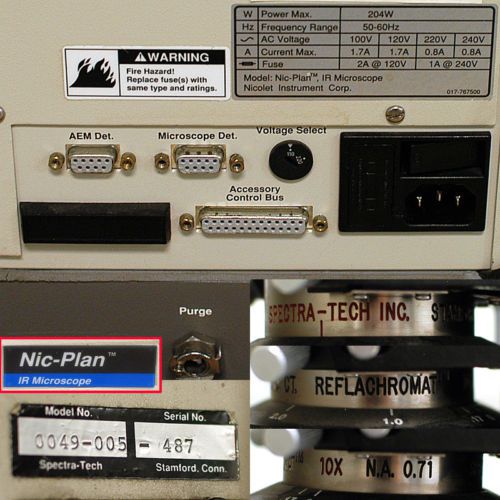 W Power Max. 204W
Hz Frequency Range 50-60Hz
AC Voltage 100V 120V 220V 240V
A Current Max. 1.7A 1.7A 0.8A 0.8A
Fuse 2A @ 120V 1A @ 240V
Model: Nic-Plan™, IR Microscope
Nicolet Instrument Corp.
017-767500
WARNING
Fire Hazard!
Replace fuse(s) with
same type and ratings.
AEM Det.
Microscope Det.
Voltage Select
110
Accessory
Control Bus
Purge
Nic-Plan™
IR Microscope
Model No. Serial No.
0049-005 - 487
Spectra-Tech Stamford. Conn.
SPECTRA-TECH INC.
CT. REFLACHROMAT
2.0 1.0
10X N.A. 0.71